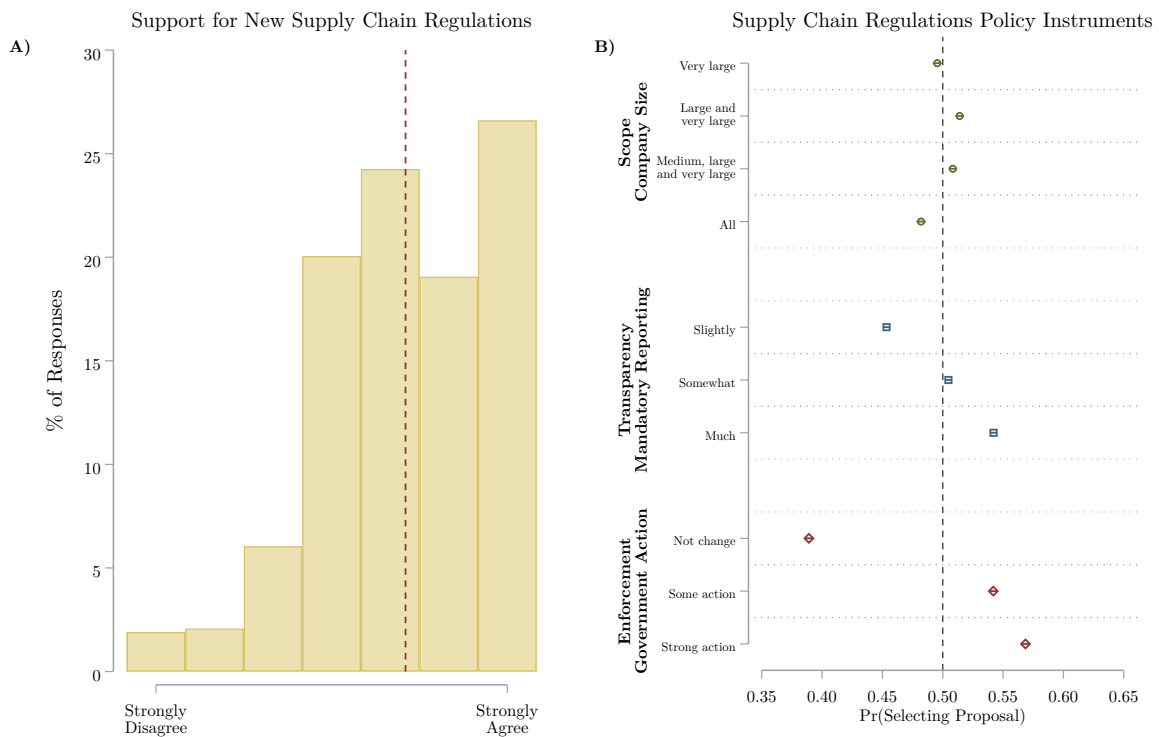 Support for New Supply Chain Regulations
A)
30
25
20
15
10
5
0
% of Responses
Strongly
Disagree
Strongly
Agree
Supply Chain Regulations Policy Instruments
B)
Scope
Company Size
Very large
Large and
very large
Medium, large
and very large
All
Transparency
Mandatory Reporting
Slightly
Somewhat
Much
Enforcement
Government Action
Not change
Some action
Strong action
0.35
0.40
0.45
0.50
0.55
0.60
0.65
Pr(Selecting Proposal)